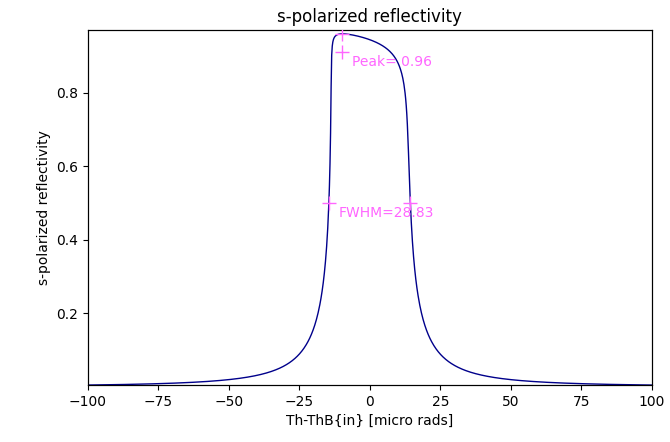 s-polarized reflectivity
Peak= 0.96
FWHM=28.83
s-polarized reflectivity
0.8
0.6
0.4
0.2
−100
−75
−50
−25
0
25
50
75
100
Th-ThB{in} [micro rads]